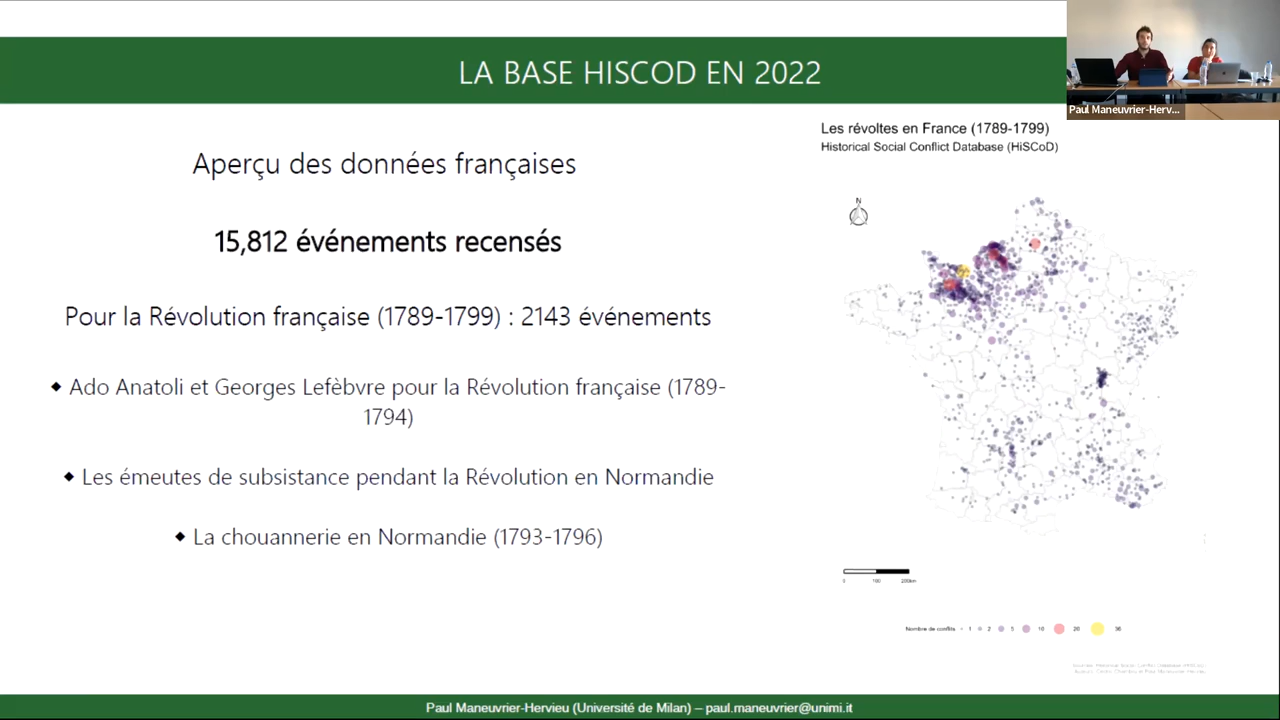 LA BASE HISCOD EN 2022
Paul Maneuvrier-Herv...
Aperçu des données françaises
15,812 événements recensés
Pour la Révolution française (1789-1799) : 2143 événements
◆ Ado Anatoli et Georges Lefèbvre pour la Révolution française (1789-
1794)
◆ Les émeutes de subsistance pendant la Révolution en Normandie
◆ La chouannerie en Normandie (1793-1796)
Les révoltes en France (1789-1799)
Historical Social Conflict Database (HiSCoD)
N
0 100 200km
Nombre de conflits 1 2 5 10 20 36
Paul Maneuvrier-Hervieu (Université de Milan) – paul.maneuvrier@unimi.it